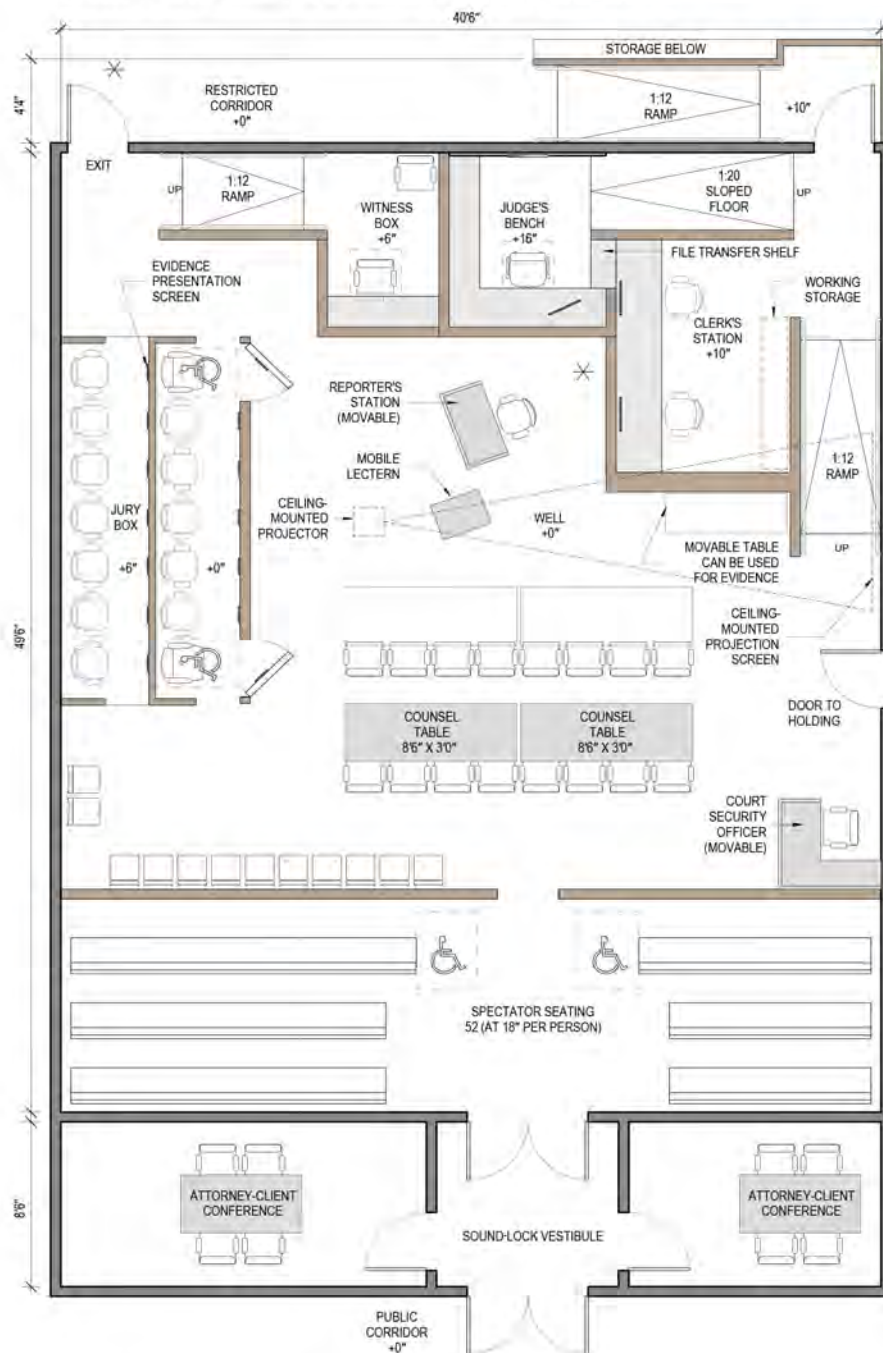 40'6"
STORAGE BELOW
4'4"
RESTRICTED
CORRIDOR
+0"
1:12
RAMP
+10"
EXIT
UP
1:12
RAMP
WITNESS
BOX
+6"
JUDGE'S
BENCH
+16"
1:20
SLOPED
FLOOR
UP
EVIDENCE
PRESENTATION
SCREEN
FILE TRANSFER SHELF
WORKING
STORAGE
CLERK'S
STATION
+10"
REPORTER'S
STATION
(MOVABLE)
MOBILE
LECTERN
1:12
RAMP
CEILING-
MOUNTED
PROJECTOR
JURY
BOX
+6"
+0"
WELL
+0"
UP
MOVABLE TABLE
CAN BE USED
FOR EVIDENCE
CEILING-
MOUNTED
PROJECTION
SCREEN
49'6"
DOOR TO
HOLDING
COUNSEL
TABLE
8'6" X 3'0"
COUNSEL
TABLE
8'6" X 3'0"
COURT
SECURITY
OFFICER
(MOVABLE)
SPECTATOR SEATING
52 (AT 18" PER PERSON)
8'6"
ATTORNEY-CLIENT
CONFERENCE
ATTORNEY-CLIENT
CONFERENCE
SOUND-LOCK VESTIBULE
PUBLIC
CORRIDOR
+0"